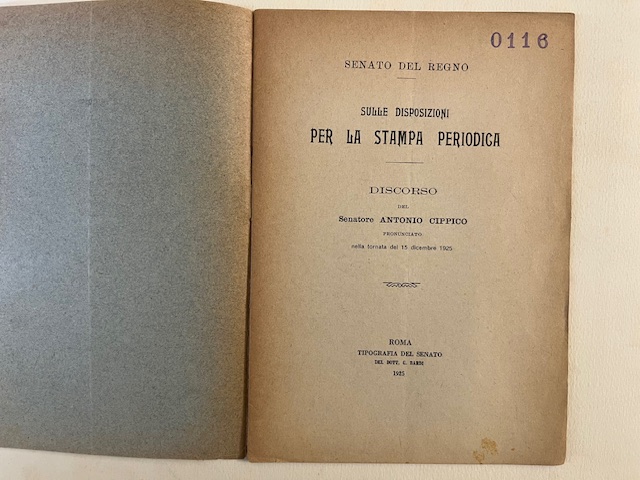 0116
SENATO DEL REGNO
SULLE DISPOSIZIONI
PER LA STAMPA PERIODICA
DISCORSO
DEL
Senatore ANTONIO CIPPICO
PRONUNCIATO
nella tornata del 15 dicembre 1925
ROMA
TIPOGRAFIA DEL SENATO
DEL DOTT. G. BARDI
1925